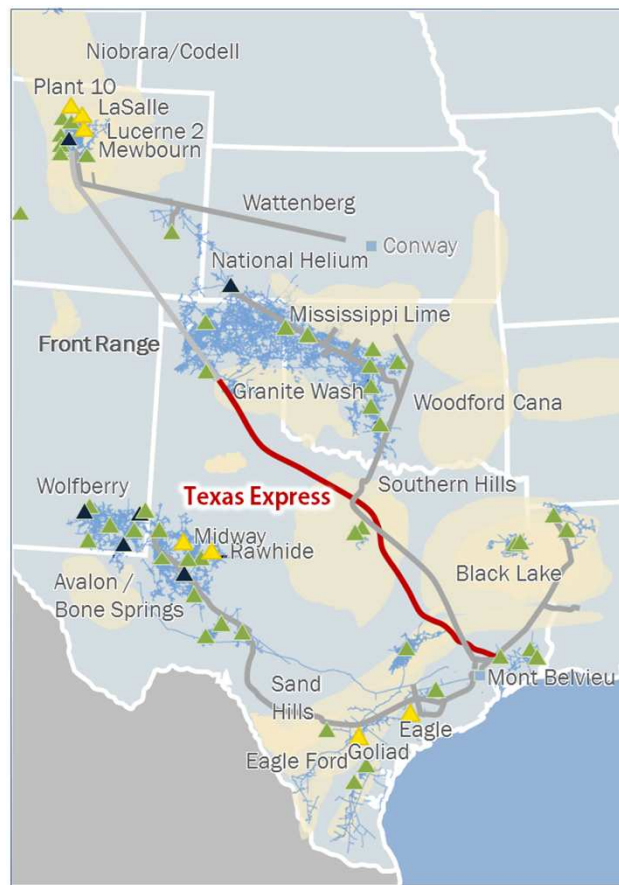 Niobrara/Codell
Plant 10
LaSalle
Lucerne 2
Mewbourn
Wattenberg
Conway
National Helium
Mississippi Lime
Front Range
Granite Wash
Woodford Cana
Wolfberry
Texas Express
Southern Hills
Midway
Rawhide
Avalon /
Bone Springs
Black Lake
Sand
Hills
Mont Belvieu
Eagle
Goliad
Eagle Ford